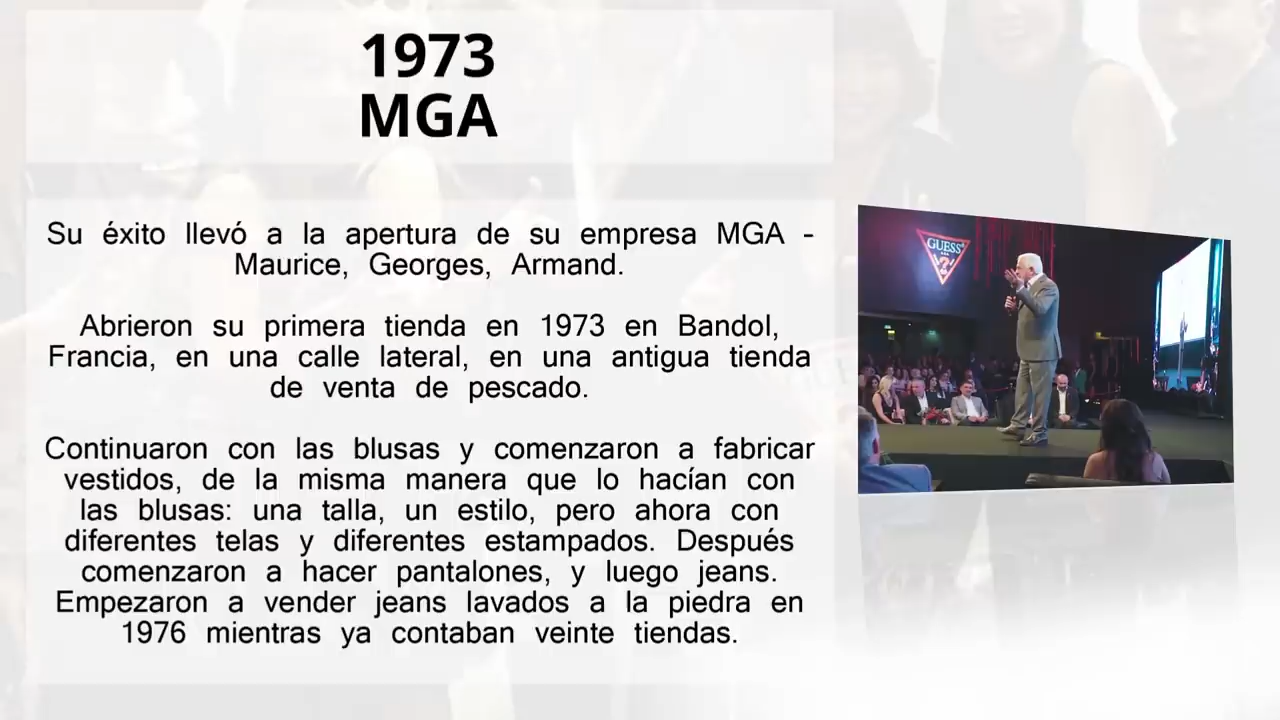 1973
MGA
Su éxito llevó a la apertura de su empresa MGA -
Maurice, Georges, Armand.
Abrieron su primera tienda en 1973 en Bandol,
Francia, en una calle lateral, en una antigua tienda
de venta de pescado.
Continuaron con las blusas y comenzaron a fabricar
vestidos, de la misma manera que lo hacían con
las blusas: una talla, un estilo, pero ahora con
diferentes telas y diferentes estampados. Después
comenzaron a hacer pantalones, y luego jeans.
Empezaron a vender jeans lavados a la piedra en
1976 mientras ya contaban veinte tiendas.
GUESS
?